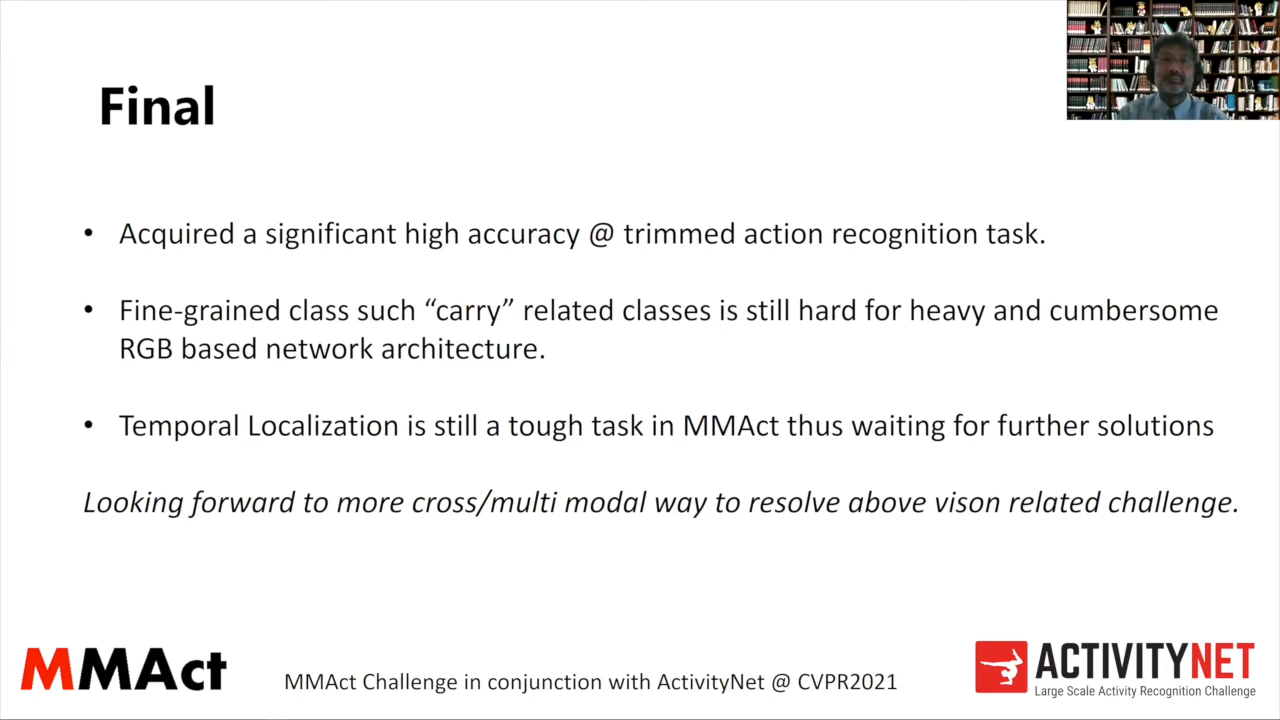 Final
• Acquired a significant high accuracy @ trimmed action recognition task.
• Fine-grained class such “carry” related classes is still hard for heavy and cumbersome
RGB based network architecture.
• Temporal Localization is still a tough task in MMAct thus waiting for further solutions
Looking forward to more cross/multi modal way to resolve above vison related challenge.
MMAct
MMAct Challenge in conjunction with ActivityNet @ CVPR2021
ACTIVITYNET
Large Scale Activity Recognition Challenge